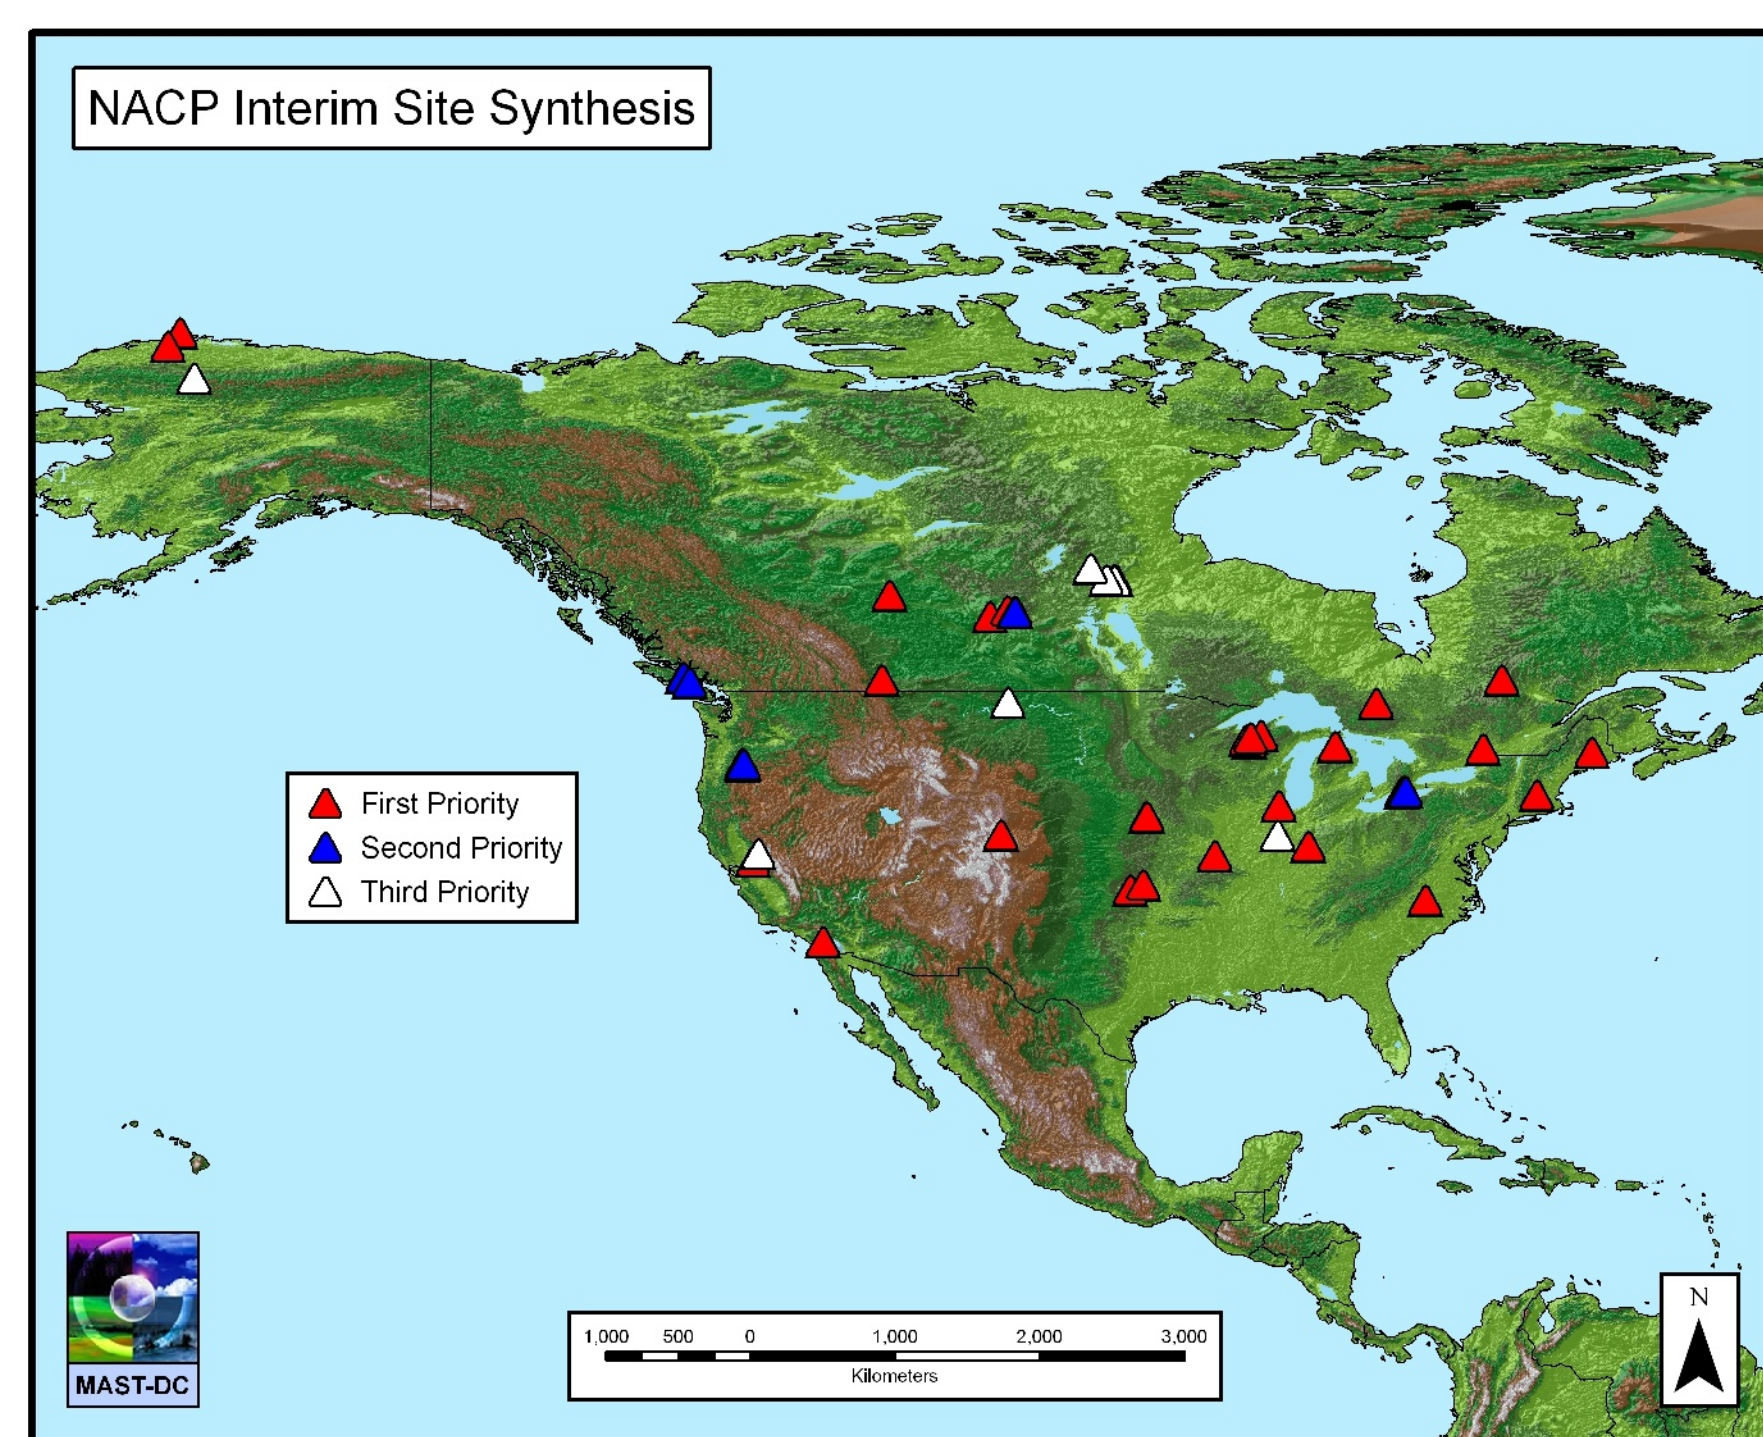 NACP Interim Site Synthesis
First Priority
Second Priority
Third Priority
MAST-DC
1,000 500 0 1,000 2,000 3,000
Kilometers
N